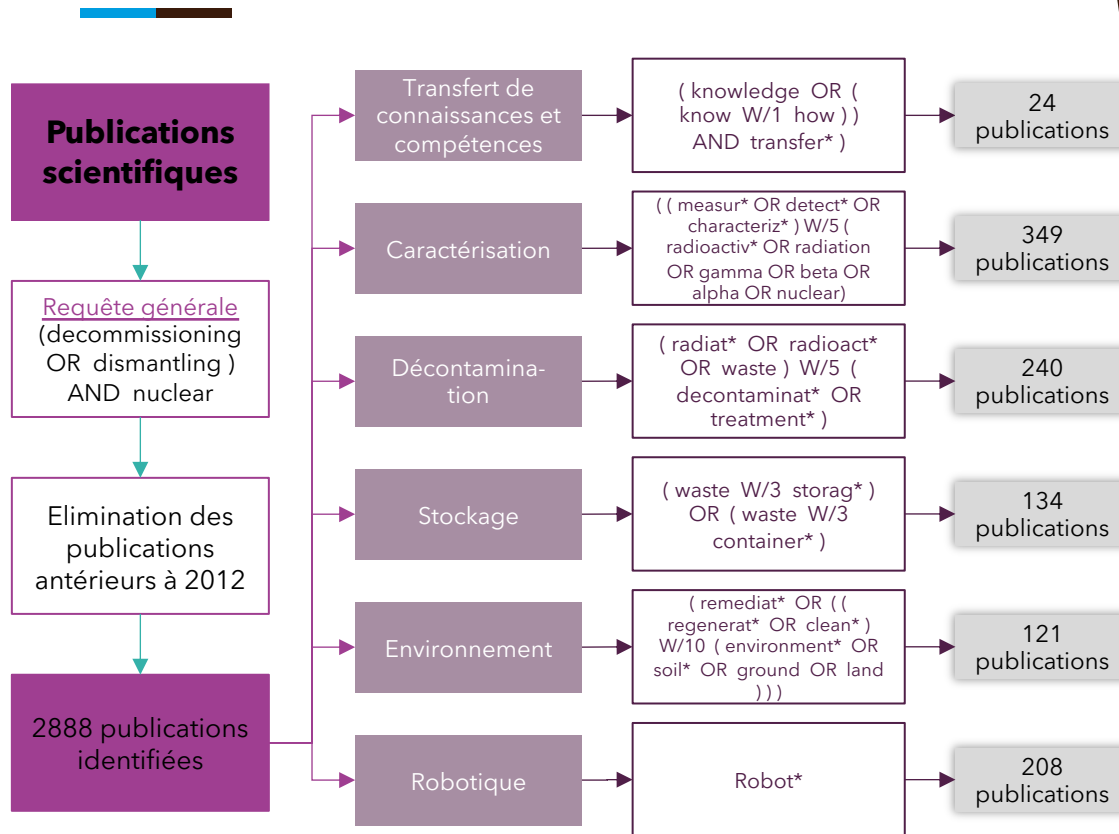 Publications
scientifiques
Requête générale
(decommissioning
OR dismantling )
AND nuclear
Elimination des
publications
antérieurs à 2012
2888 publications
identifiées
Transfert de
connaissances et
compétences
( knowledge OR (
know W/1 how ) )
AND transfer* )
24
publications
Caractérisation
( ( measur* OR detect* OR
characteriz* ) W/5 (
radioactiv* OR radiation
OR gamma OR beta OR
alpha OR nuclear)
349
publications
Décontamina-
tion
( radiat* OR radioact*
OR waste ) W/5 (
decontaminat* OR
treatment* )
240
publications
Stockage
( waste W/3 storag* )
OR ( waste W/3
container* )
134
publications
Environnement
( remediat* OR ( (
regenerat* OR clean* )
W/10 ( environment* OR
soil* OR ground OR land
) ) )
121
publications
Robotique
Robot*
208
publications